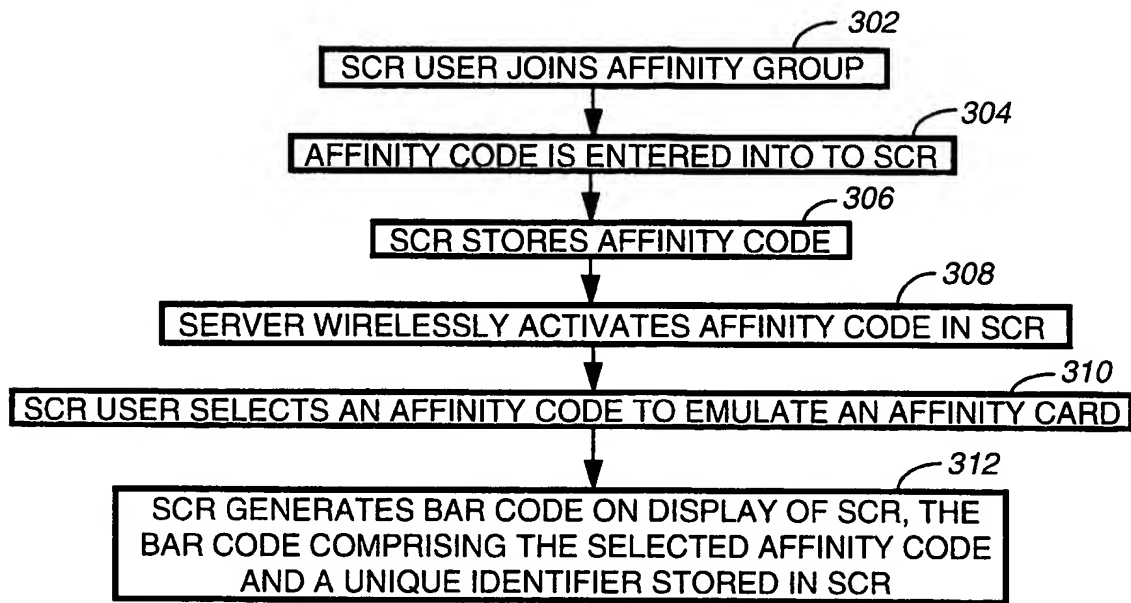 302
SCR USER JOINS AFFINITY GROUP
304
AFFINITY CODE IS ENTERED INTO TO SCR
306
SCR STORES AFFINITY CODE
308
SERVER WIRELESSLY ACTIVATES AFFINITY CODE IN SCR
310
SCR USER SELECTS AN AFFINITY CODE TO EMULATE AN AFFINITY CARD
312
SCR GENERATES BAR CODE ON DISPLAY OF SCR, THE
BAR CODE COMPRISING THE SELECTED AFFINITY CODE
AND A UNIQUE IDENTIFIER STORED IN SCR